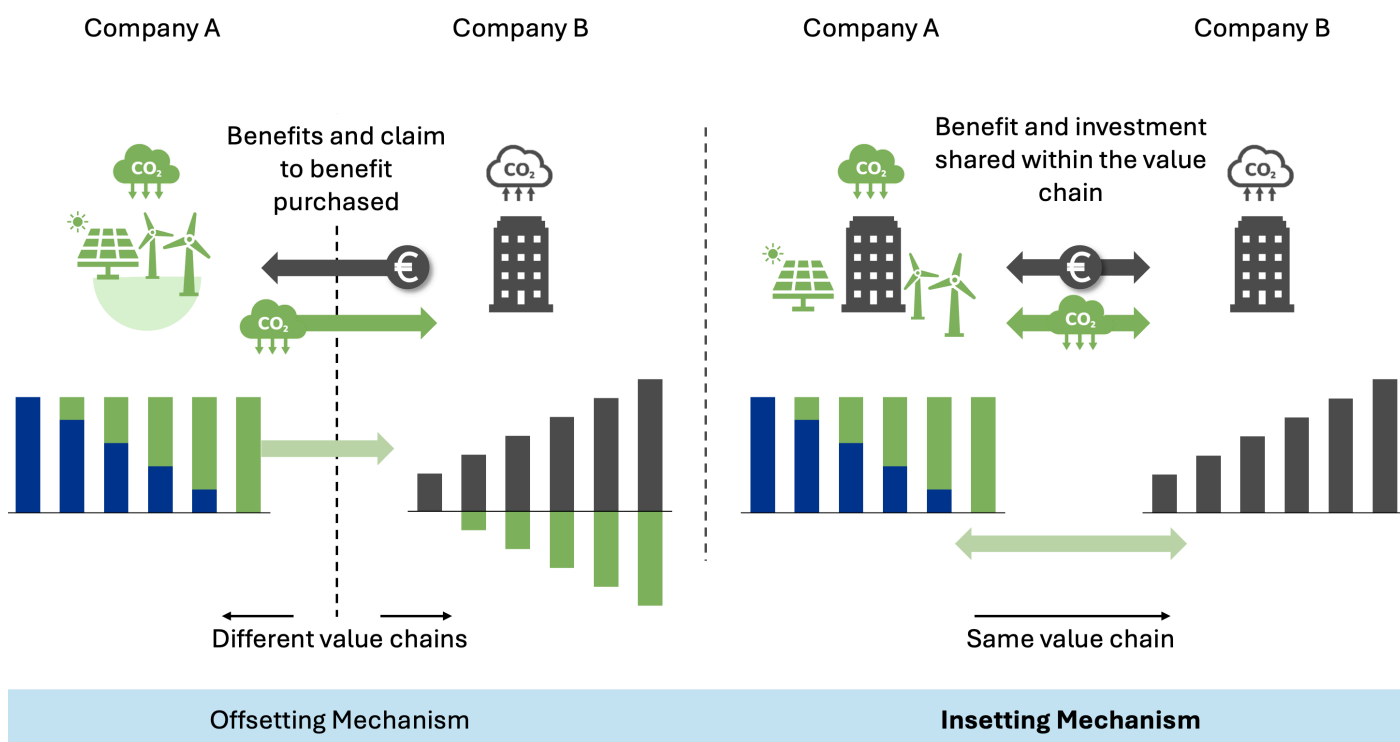 Company A
Company B
Benefits and claim
to benefit
purchased
CO₂
CO₂
€
CO₂
Different value chains
Offsetting Mechanism
Company A
Company B
Benefit and investment
shared within the value
chain
CO₂
CO₂
€
CO₂
Same value chain
Insetting Mechanism